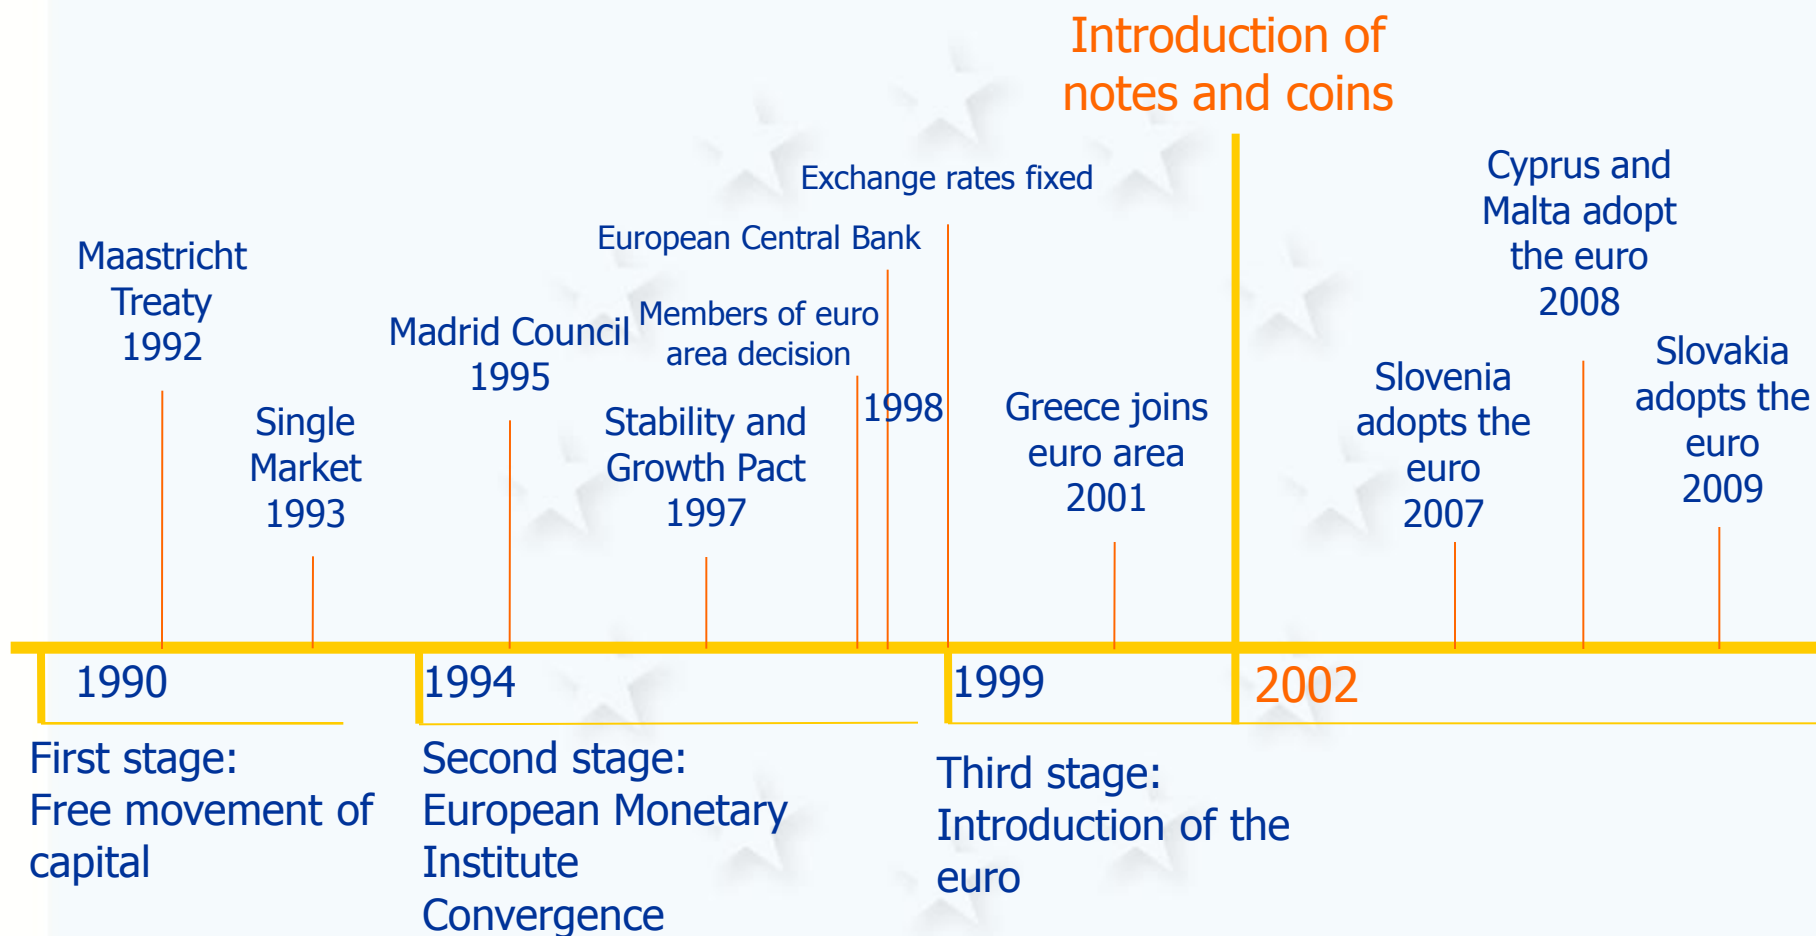 Introduction of
notes and coins
Exchange rates fixed
European Central Bank
Members of euro
area decision
1998
Maastricht
Treaty
1992
Single
Market
1993
Madrid Council
1995
Stability and
Growth Pact
1997
Greece joins
euro area
2001
Slovenia
adopts the
euro
2007
Cyprus and
Malta adopt
the euro
2008
Slovakia
adopts the
euro
2009
1990
1994
1999
2002
First stage:
Free movement of
capital
Second stage:
European Monetary
Institute
Convergence
Third stage:
Introduction of the
euro